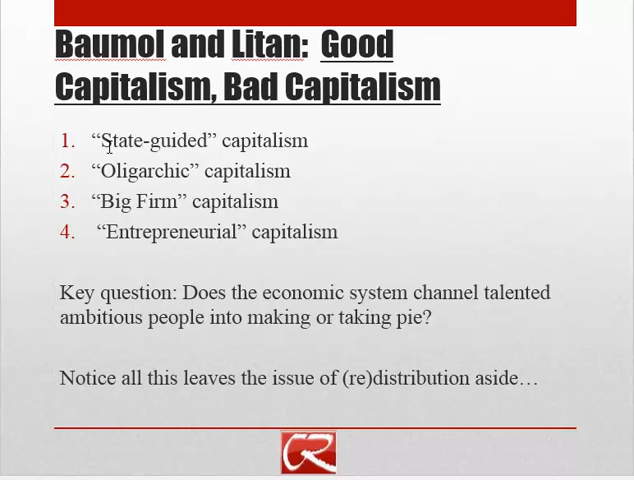 Baumol and Litan: Good
Capitalism, Bad Capitalism
1. “State-guided” capitalism
2. “Oligarchic” capitalism
3. “Big Firm” capitalism
4. “Entrepreneurial” capitalism
Key question: Does the economic system channel talented
ambitious people into making or taking pie?
Notice all this leaves the issue of (re)distribution aside…
CR